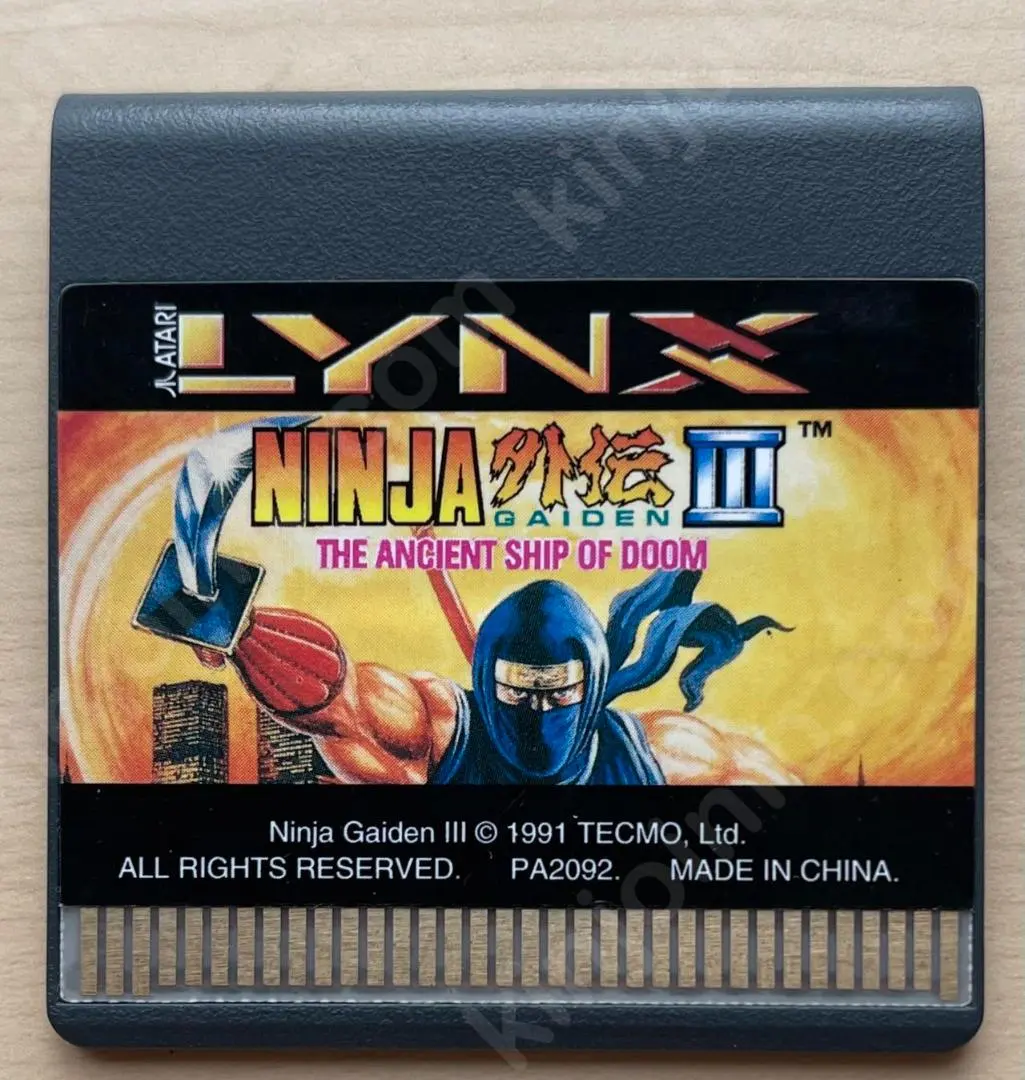 ATARI
LYNX
NINJA 外伝 III ™
GAIDEN
THE ANCIENT SHIP OF DOOM
Ninja Gaiden III © 1991 TECMO, Ltd.
ALL RIGHTS RESERVED. PA2092. MADE IN CHINA.